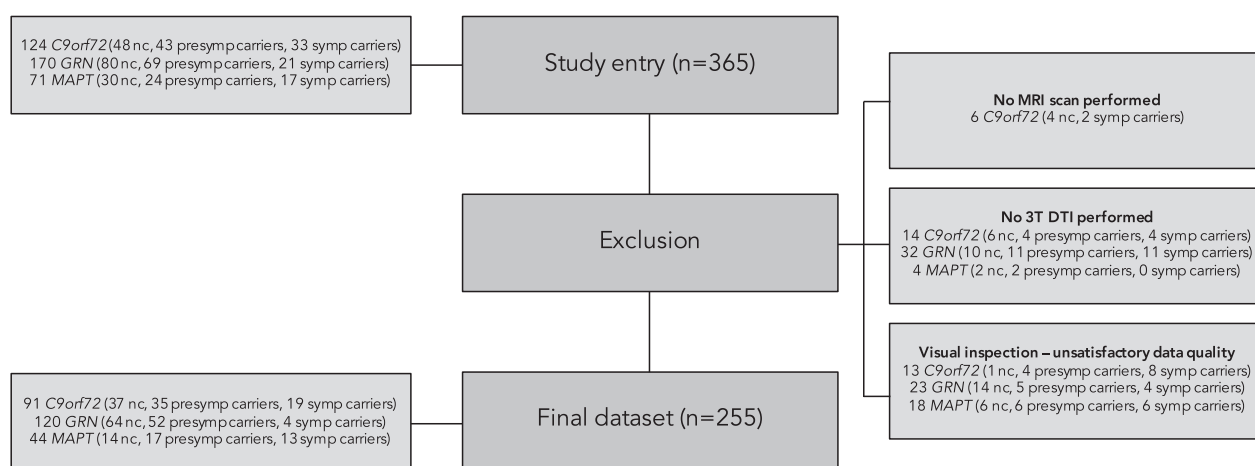 124 C9orf72 (48 nc, 43 presymp carriers, 33 symp carriers)
170 GRN (80 nc, 69 presymp carriers, 21 symp carriers)
71 MAPT (30 nc, 24 presymp carriers, 17 symp carriers)
Study entry (n=365)
No MRI scan performed
6 C9orf72 (4 nc, 2 symp carriers)
Exclusion
No 3T DTI performed
14 C9orf72 (6 nc, 4 presymp carriers, 4 symp carriers)
32 GRN (10 nc, 11 presymp carriers, 11 symp carriers)
4 MAPT (2 nc, 2 presymp carriers, 0 symp carriers)
Visual inspection – unsatisfactory data quality
13 C9orf72 (1 nc, 4 presymp carriers, 8 symp carriers)
23 GRN (14 nc, 5 presymp carriers, 4 symp carriers)
18 MAPT (6 nc, 6 presymp carriers, 6 symp carriers)
91 C9orf72 (37 nc, 35 presymp carriers, 19 symp carriers)
120 GRN (64 nc, 52 presymp carriers, 4 symp carriers)
44 MAPT (14 nc, 17 presymp carriers, 13 symp carriers)
Final dataset (n=255)